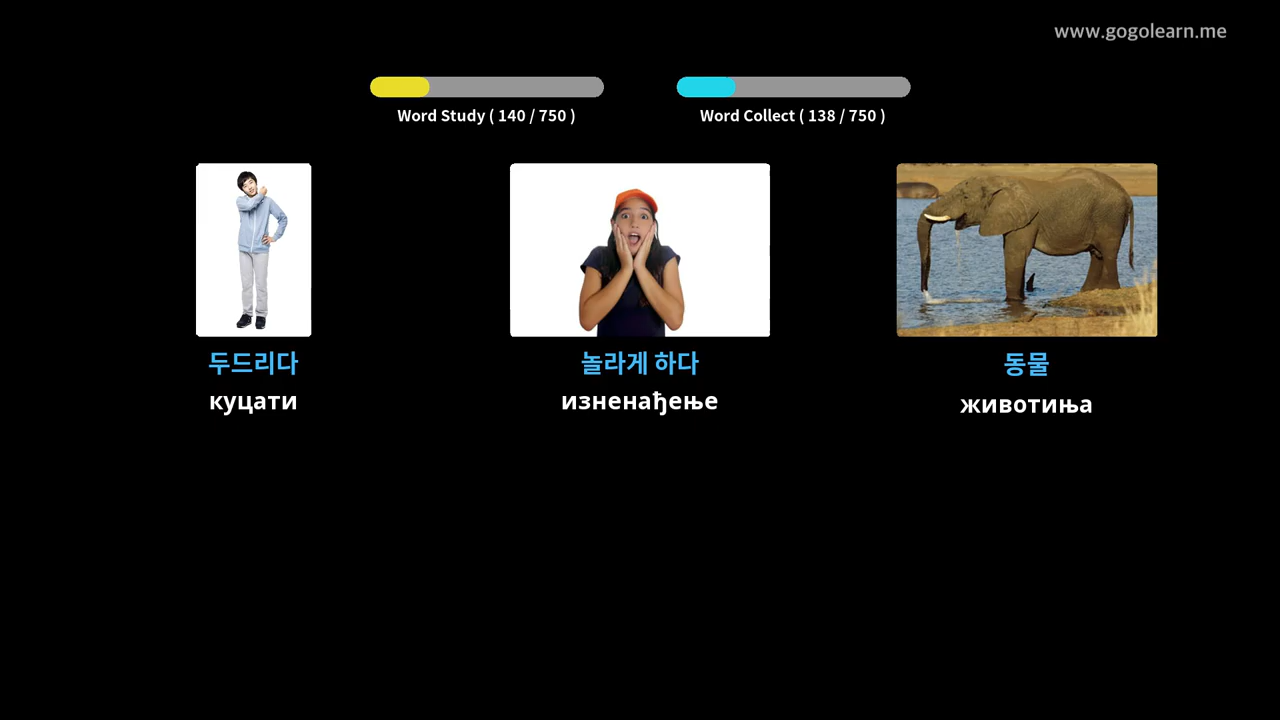 www.gogolearn.me
Word Study ( 140 / 750 )
Word Collect ( 138 / 750 )
두드리다
куцати
놀라게 하다
изненађење
동물
животиња